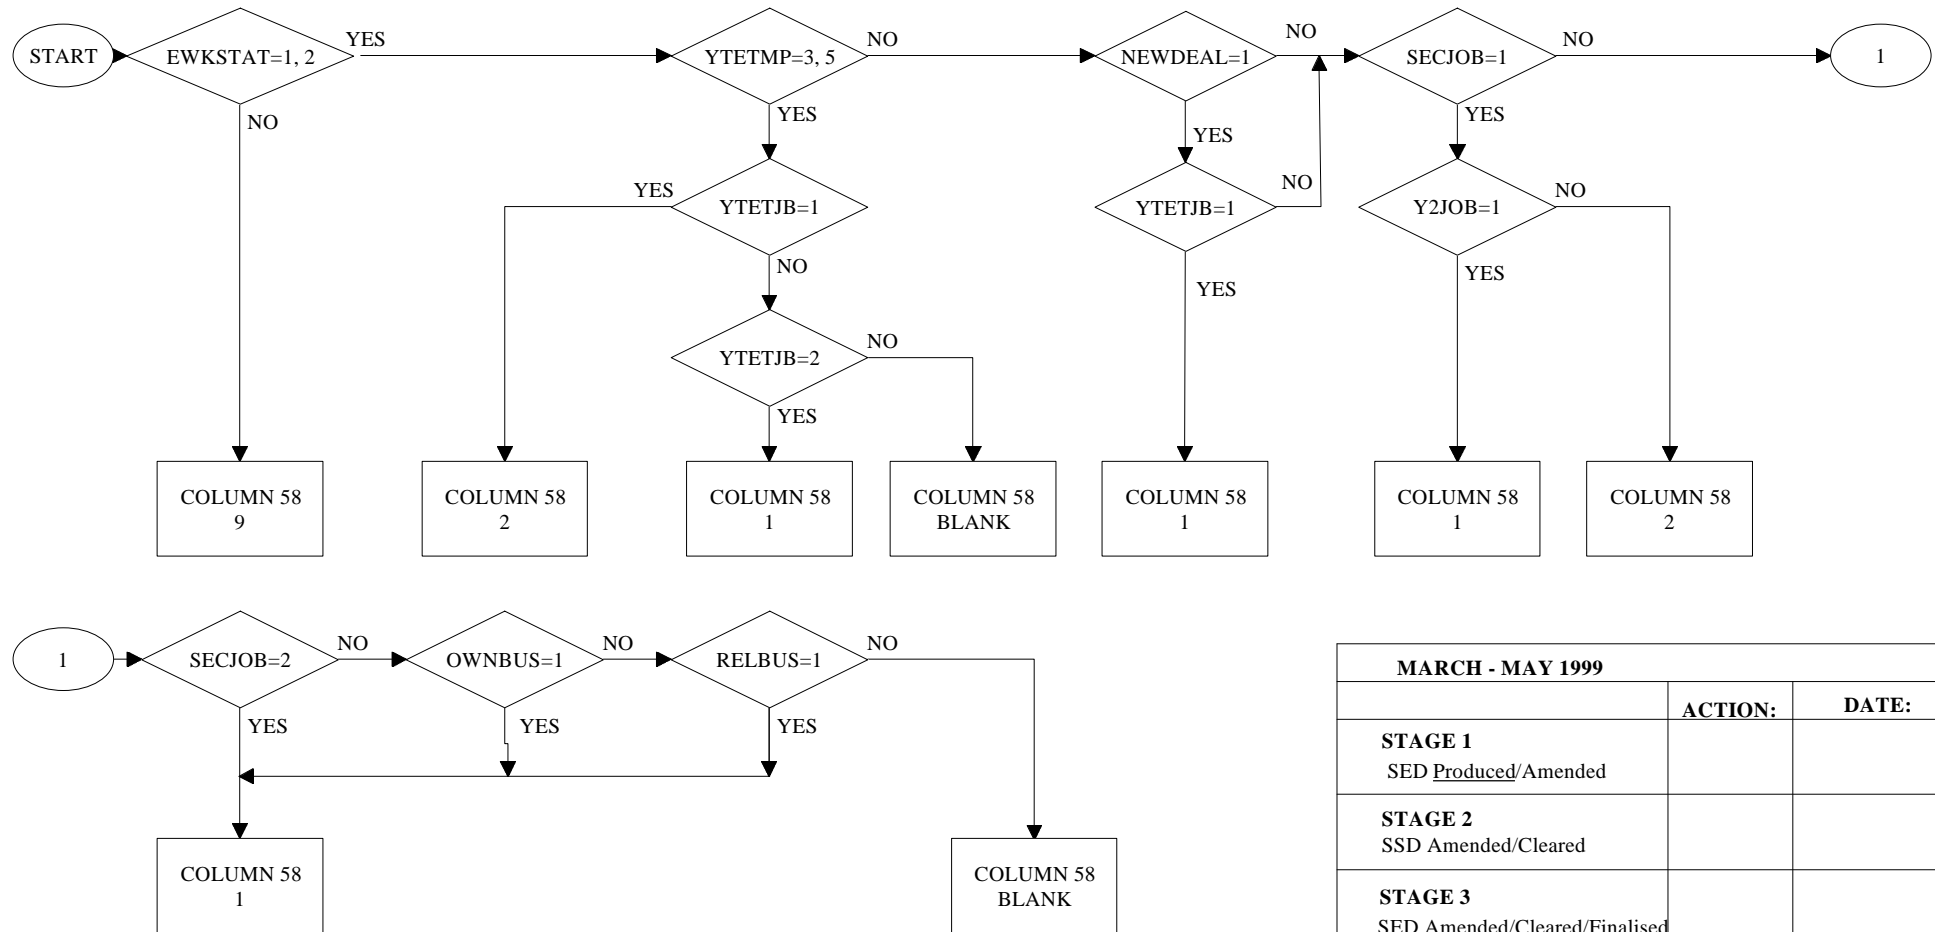 START
EWKSTAT=1, 2
YES
YTETMP=3, 5
NO
NEWDEAL=1
NO
SECJOB=1
NO
1
NO
YES
YES
YES
YES
YTETJB=1
YTETJB=1
NO
Y2JOB=1
NO
NO
YES
YES
YTETJB=2
NO
YES
COLUMN 58
9
COLUMN 58
2
COLUMN 58
1
COLUMN 58
BLANK
COLUMN 58
1
COLUMN 58
1
COLUMN 58
2
1
SECJOB=2
NO
OWNBUS=1
NO
RELBUS=1
NO
YES
YES
YES
COLUMN 58
1
COLUMN 58
BLANK
MARCH - MAY 1999
ACTION:
DATE:
STAGE 1
SED Produced/Amended
STAGE 2
SSD Amended/Cleared
STAGE 3
SED Amended/Cleared/Finalised